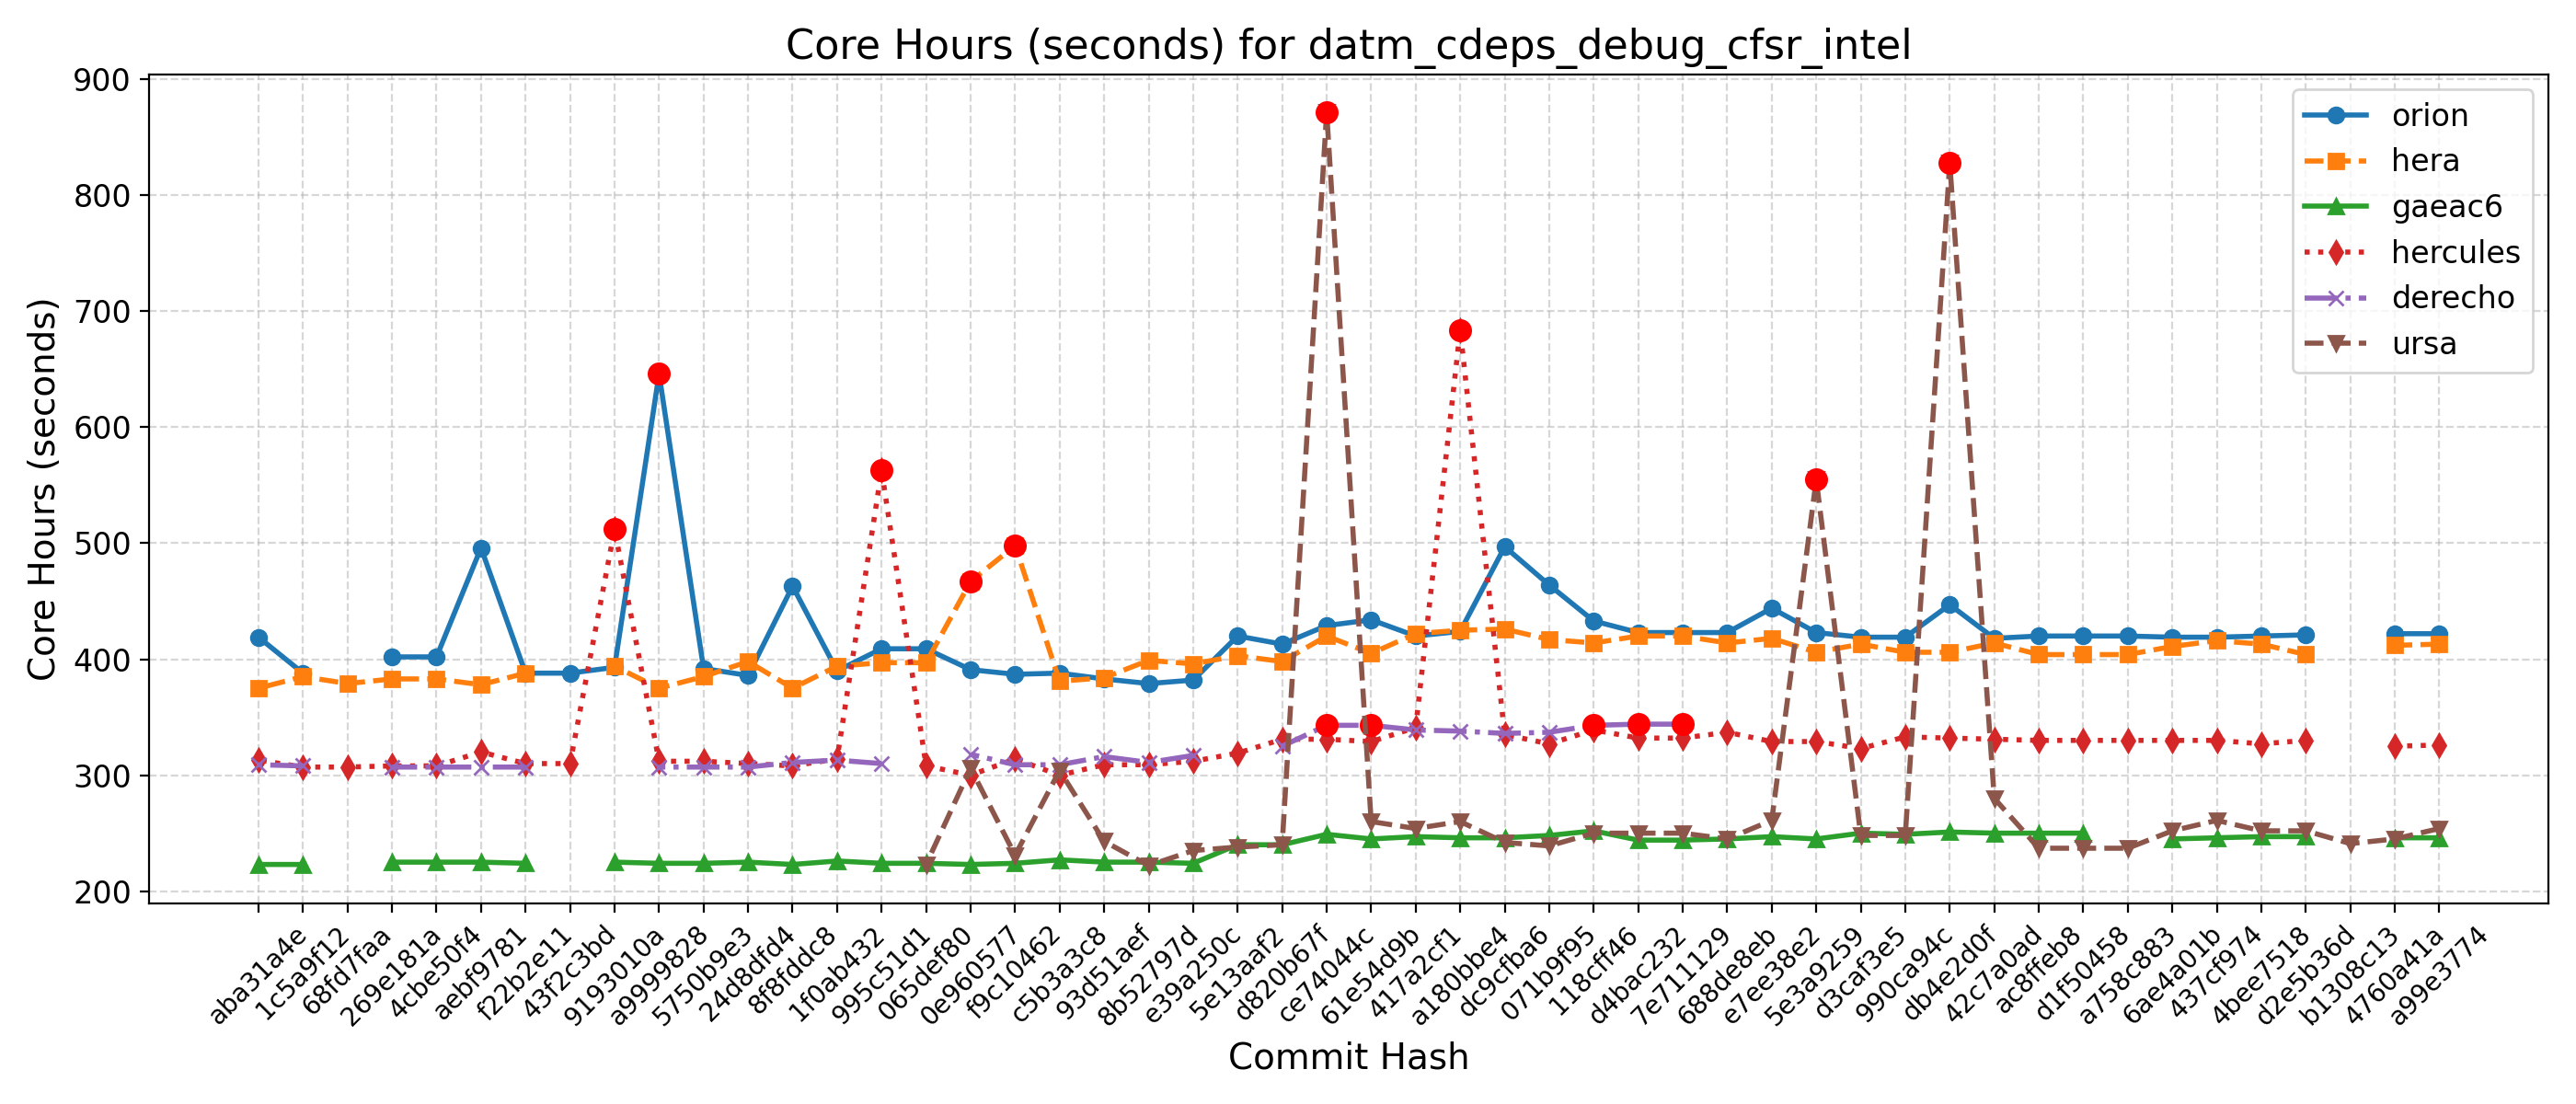 Core Hours (seconds) for datm_cdeps_debug_cfsr_intel
Core Hours (seconds)
900
800
700
600
500
400
300
200
orion
hera
gaeac6
hercules
derecho
ursa
aba31a4e
1c5a9f12
68fd7faa
269e181a
4cbe50f4
aebf9781
f22b2e11
43f2c3bd
9193010a
a9999828
5750b9e3
24d8dfd4
8f8fddc8
1f0ab432
995c51d1
065def80
0e960577
f9c10462
c5b3a3c8
93d51aef
8b52797d
e39a250c
5e13aaf2
d820b67f
ce74044c
61e54d9b
417a2cf1
a180bbe4
dc9cfba6
071b9f95
118cff46
d4bac232
7e711129
688de8eb
e7ee38e2
5e3a9259
d3caf3e5
990ca94c
db4e2d0f
42c7a0ad
ac8ffeb8
d1f50458
a758c883
6ae4a01b
437cf974
4bee7518
d2e5b36d
b1308c13
4760a41a
a99e3774
Commit Hash